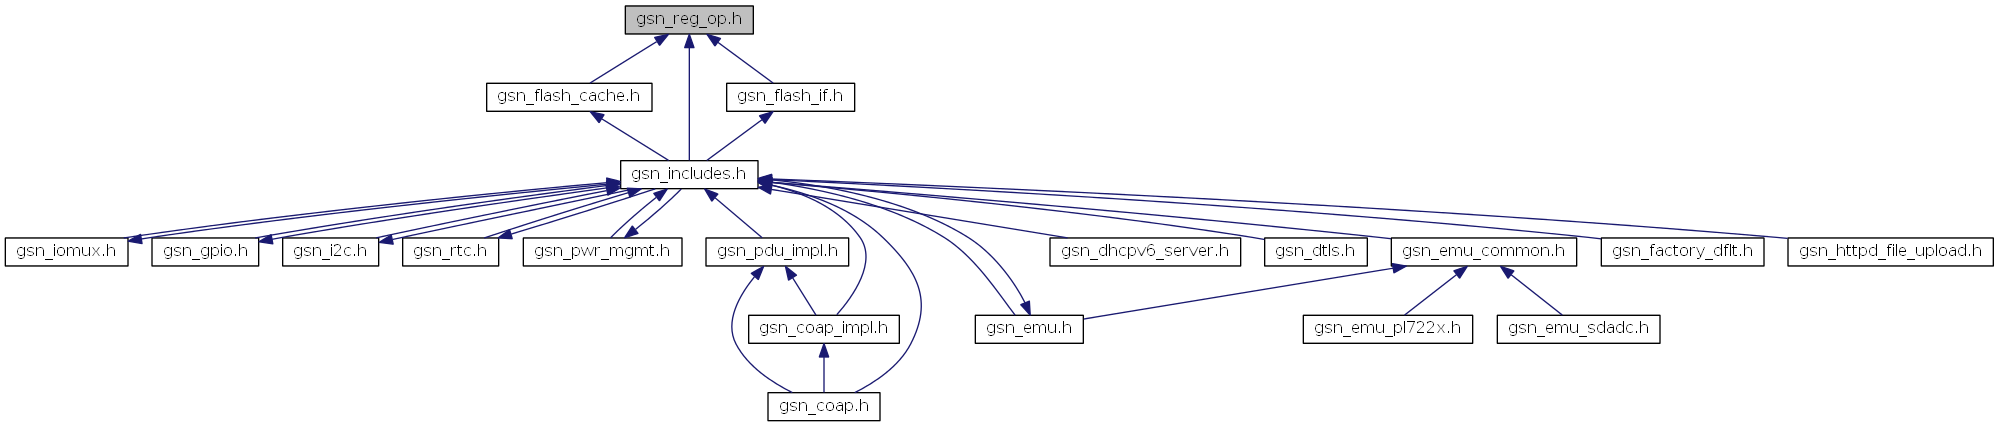 gsn_reg_op.h
gsn_flash_cache.h
gsn_flash_if.h
gsn_includes.h
gsn_iomux.h
gsn_gpio.h
gsn_i2c.h
gsn_rtc.h
gsn_pwr_mgmt.h
gsn_pdu_impl.h
gsn_dhcpv6_server.h
gsn_dtls.h
gsn_emu_common.h
gsn_factory_dflt.h
gsn_httpd_file_upload.h
gsn_coap_impl.h
gsn_emu.h
gsn_emu_pl722x.h
gsn_emu_sdadc.h
gsn_coap.h